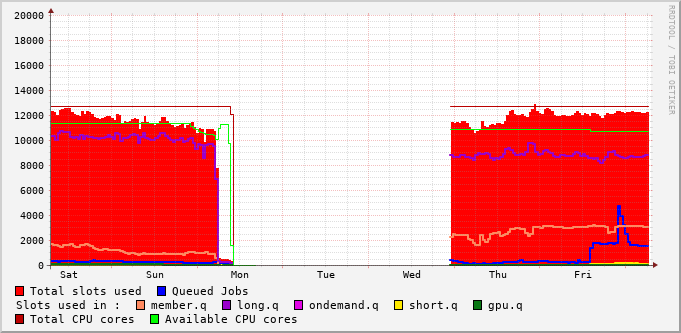 RRDTOOL / TOBI OETIKER
20000
18000
16000
14000
12000
10000
8000
6000
4000
2000
0
Sat Sun Mon Tue Wed Thu Fri
Total slots used Queued Jobs
Slots used in : member.q long.q ondemand.q short.q gpu.q
Total CPU cores Available CPU cores